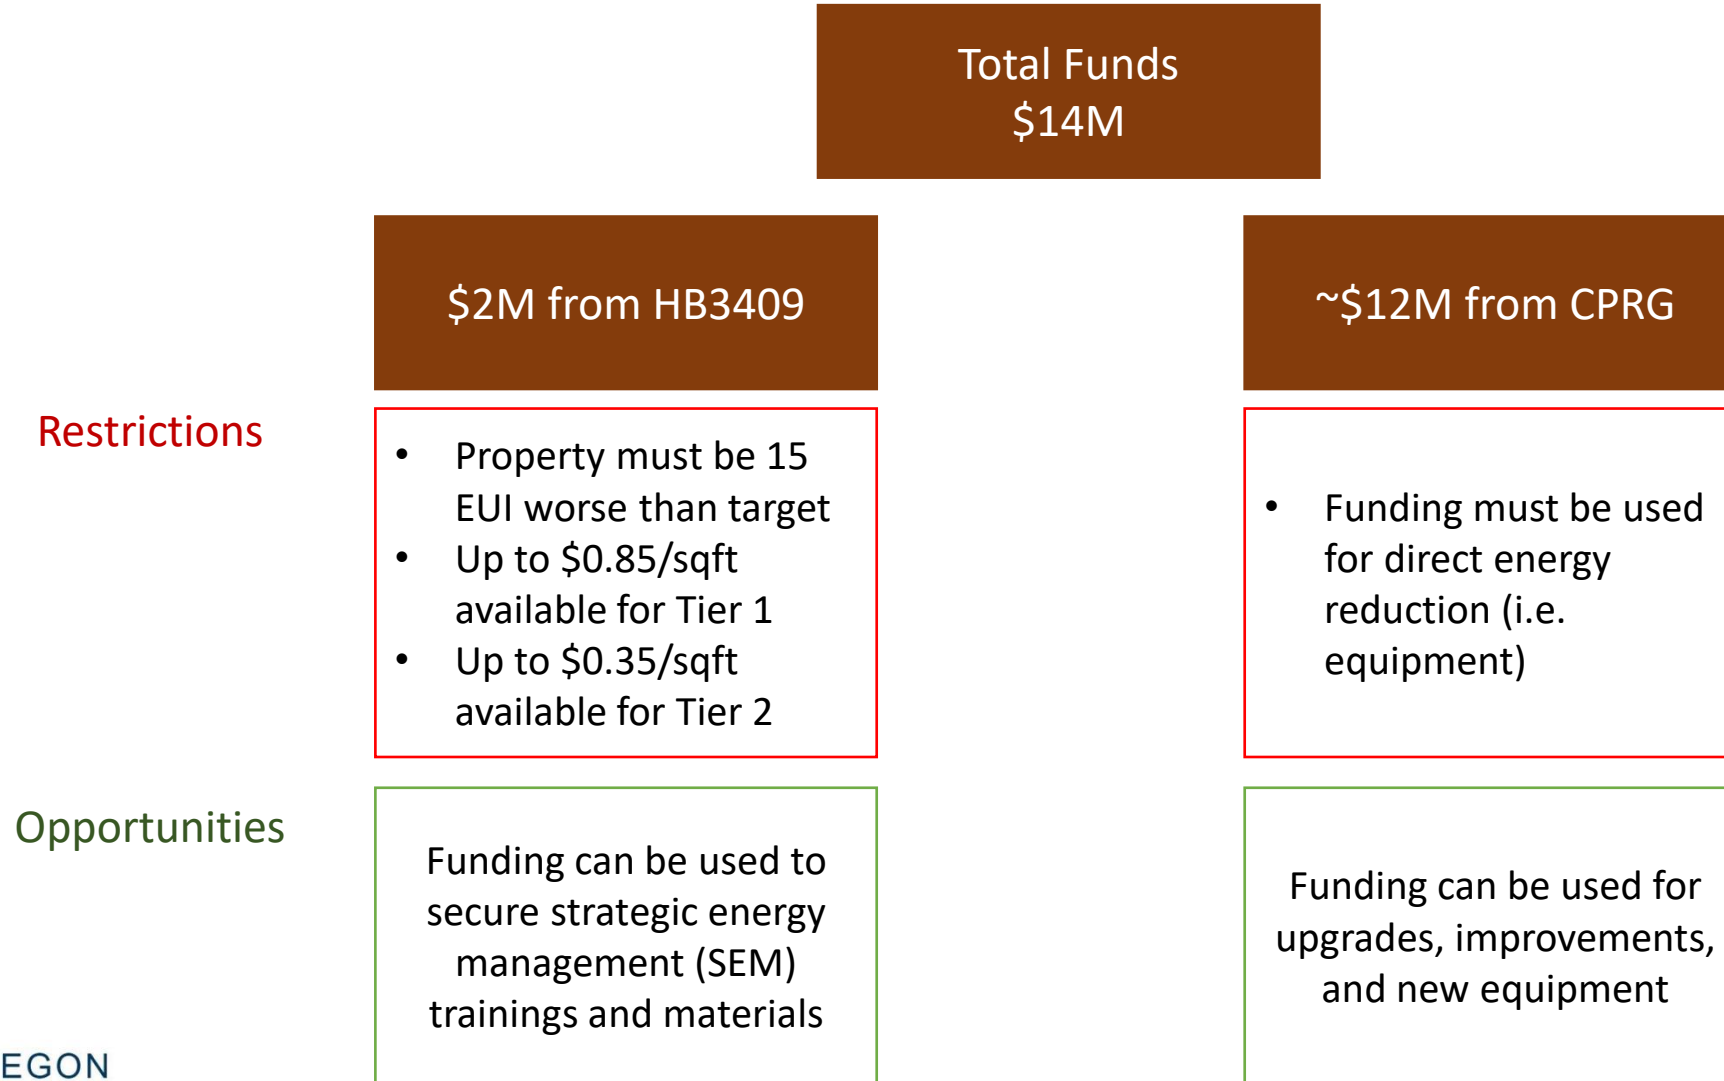 Total Funds
$14M
$2M from HB3409
~$12M from CPRG
Restrictions
• Property must be 15
EUI worse than target
• Up to $0.85/sqft
available for Tier 1
• Up to $0.35/sqft
available for Tier 2
• Funding must be used
for direct energy
reduction (i.e.
equipment)
Opportunities
Funding can be used to
secure strategic energy
management (SEM)
trainings and materials
Funding can be used for
upgrades, improvements,
and new equipment
EGON